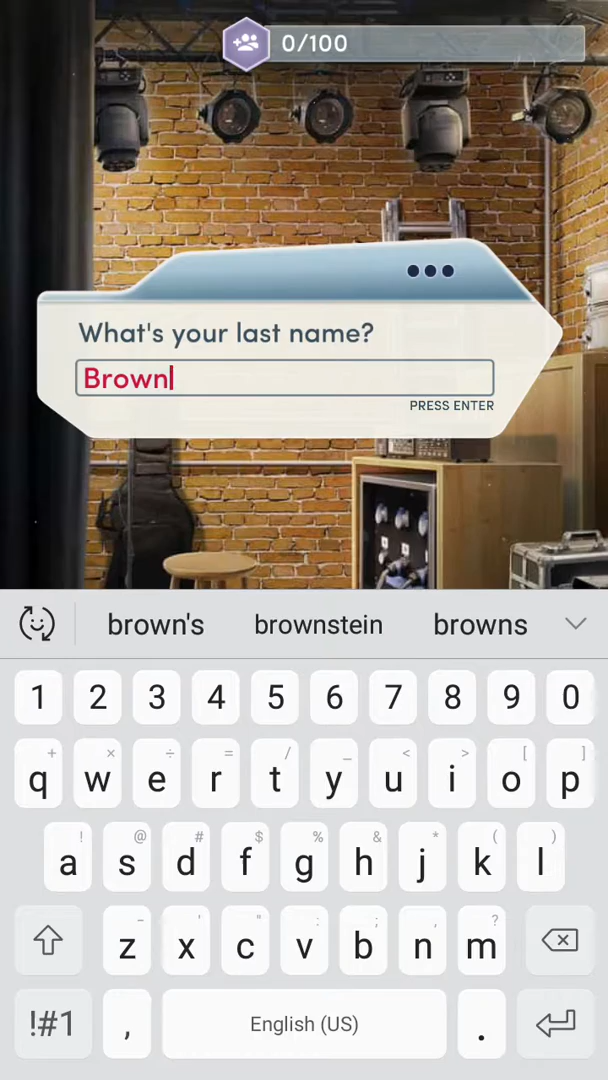 0/100
What's your last name?
Brown
PRESS ENTER
brown's brownstein browns
1 2 3 4 5 6 7 8 9 0
+ × ÷ = / _ < > [ ]
q w e r t y u i o p
! @ # $ % & * ( )
a s d f g h j k l
- ' " : ; , ?
z x c v b n m
!#1 , English (US) .